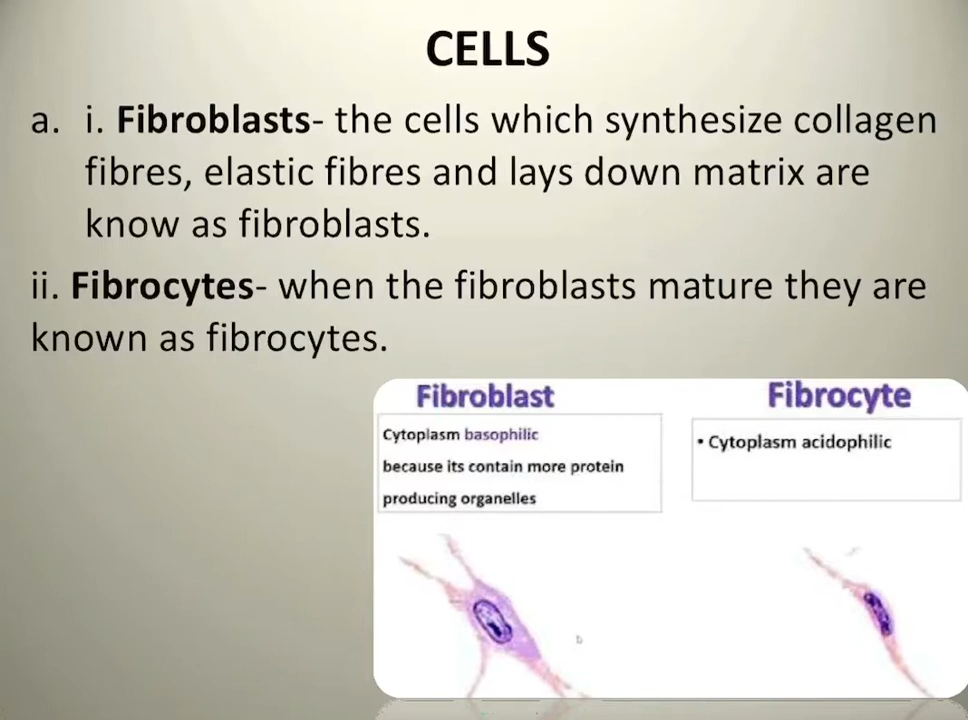 CELLS
a. i. Fibroblasts- the cells which synthesize collagen
fibres, elastic fibres and lays down matrix are
know as fibroblasts.
ii. Fibrocytes- when the fibroblasts mature they are
known as fibrocytes.
Fibroblast
Cytoplasm basophilic
because its contain more protein
producing organelles
Fibrocyte
• Cytoplasm acidophilic